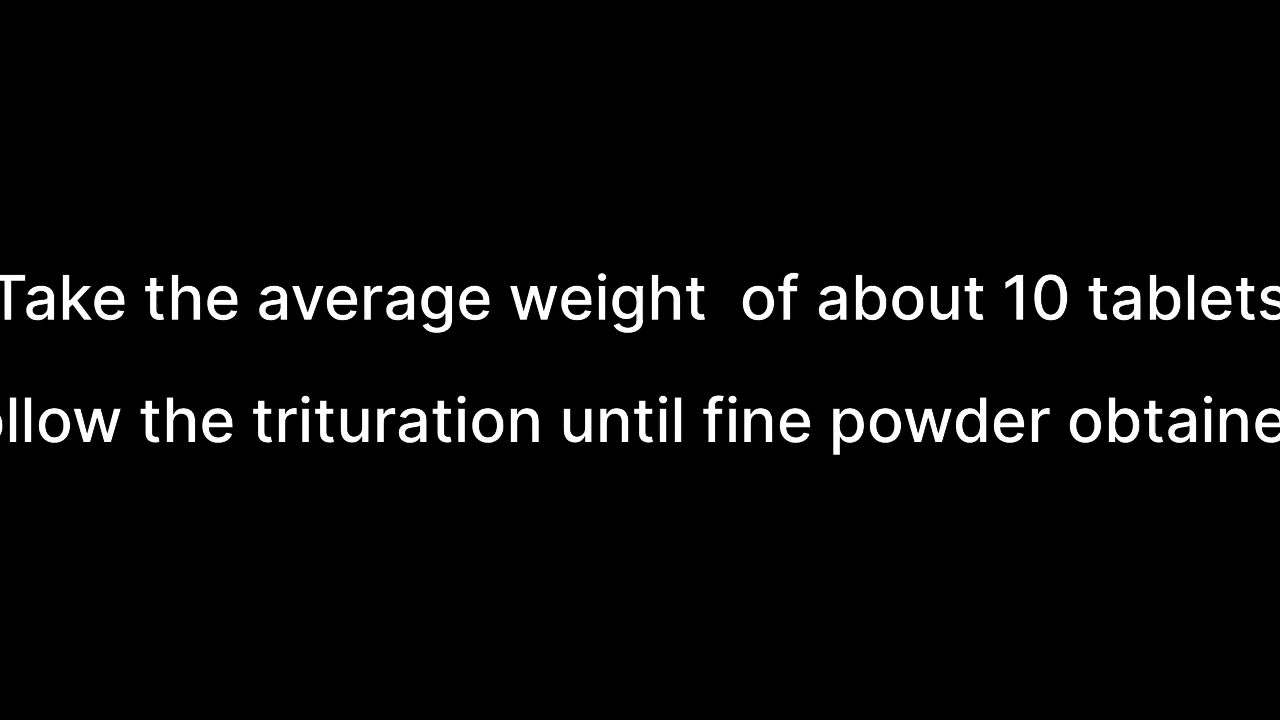 Take the average weight  of about 10 tablets
ollow the trituration until fine powder obtaine